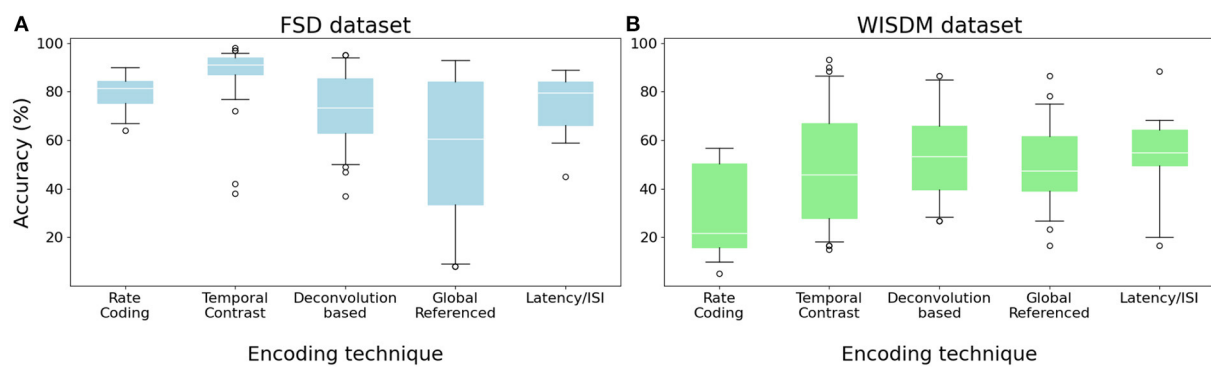 A
FSD dataset
Accuracy (%)
100
80
60
40
20
Rate
Coding
Temporal
Contrast
Deconvolution
based
Global
Referenced
Latency/ISI
Encoding technique
B
WISDM dataset
100
80
60
40
20
Rate
Coding
Temporal
Contrast
Deconvolution
based
Global
Referenced
Latency/ISI
Encoding technique